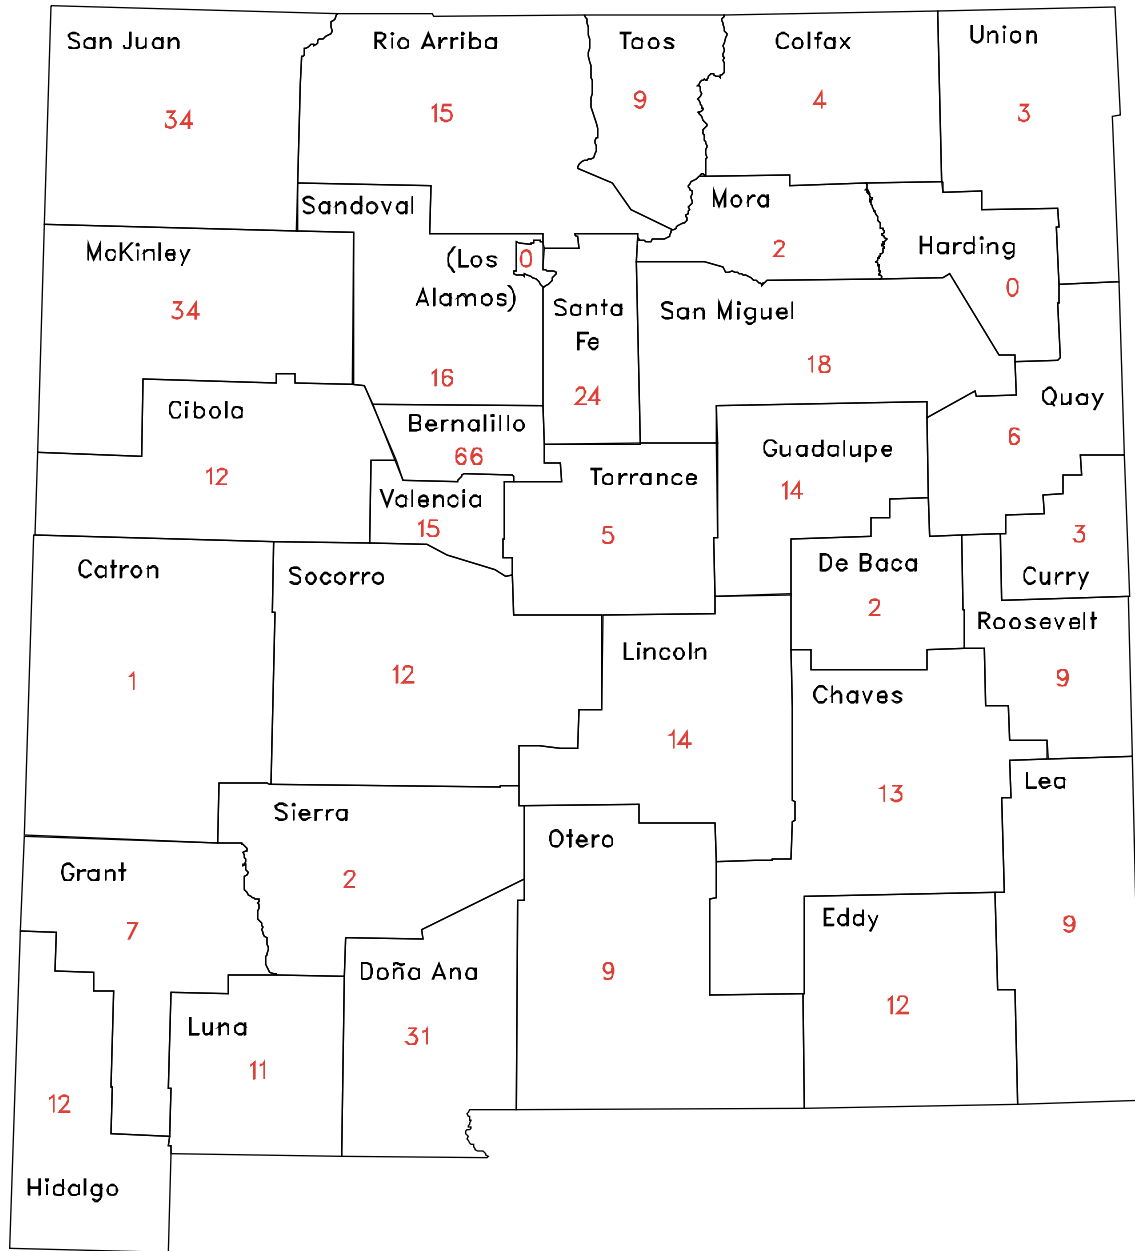 San Juan
34
Rio Arriba
15
Taos
9
Colfax
4
Union
3
McKinley
34
Sandoval
16
(Los
Alamos)
0
Santa
Fe
24
Mora
2
Harding
0
San Miguel
18
Quay
6
Cibola
12
Bernalillo
66
Valencia
15
Torrance
5
Guadalupe
14
De Baca
2
3
Curry
Roosevelt
9
Catron
1
Socorro
12
Lincoln
14
Chaves
13
Lea
9
Sierra
2
Otero
9
Eddy
12
Grant
7
Doña Ana
31
Luna
11
12
Hidalgo